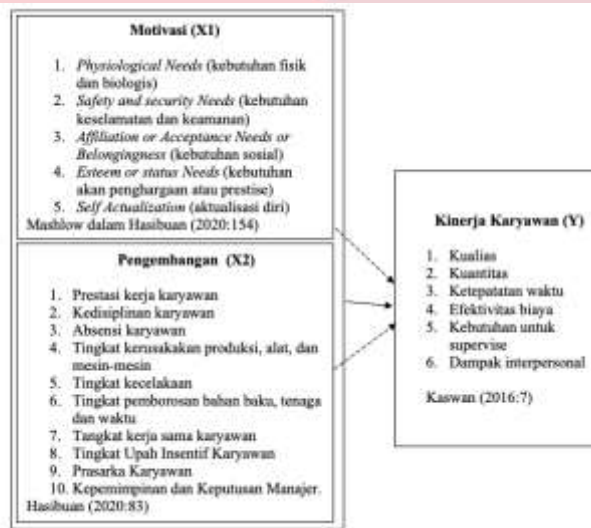 Motivasi (X1)
1. Physiological Needs (kebutuhan fisik
dan biologis)
2. Safety and security Needs (kebutuhan
keselamatan dan keamanan)
3. Affiliation or Acceptance Needs or
Belongingness (kebutuhan sosial)
4. Esteem or status Needs (kebutuhan
akan penghargaan atau prestise)
5. Self Actualization (aktualisasi diri)
Mashlow dalam Hasibuan (2020:154)
Pengembangan (X2)
1. Prestasi kerja karyawan
2. Kedisiplinan karyawan
3. Absensi karyawan
4. Tingkat kerusakakan produksi, alat, dan
mesin-mesin
5. Tingkat kecelakaan
6. Tingkat pemborosan bahan baku, tenaga
dan waktu
7. Tangkat kerja sama karyawan
8. Tingkat Upah Insentif Karyawan
9. Prasarka Karyawan
10. Kepemimpinan dan Keputusan Manajer.
Hasibuan (2020:83)
Kinerja Karyawan (Y)
1. Kualias
2. Kuantitas
3. Ketepatatan waktu
4. Efektivitas biaya
5. Kebutuhan untuk
supervise
6. Dampak interpersonal
Kaswan (2016:7)